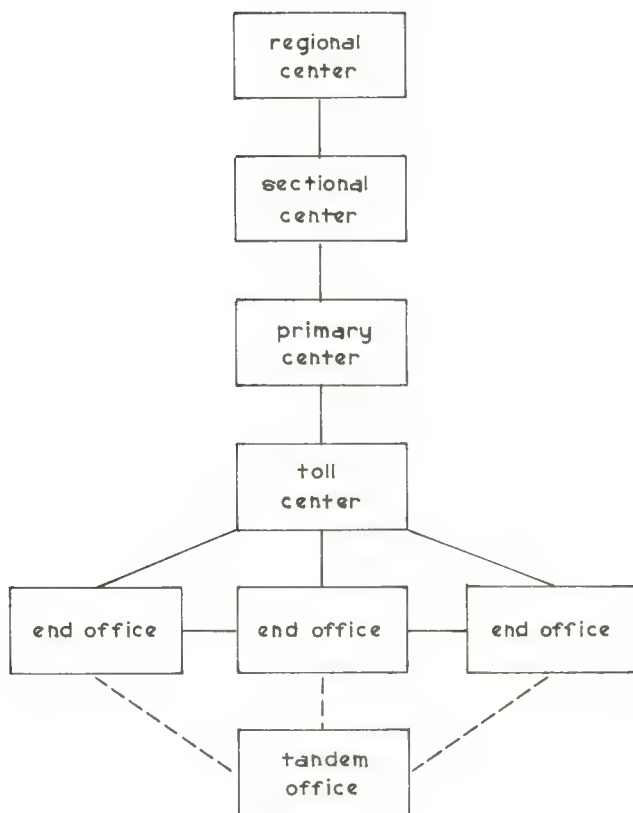 regional
center
sectional
center
primary
center
toll
center
end office
end office
end office
tandem
office